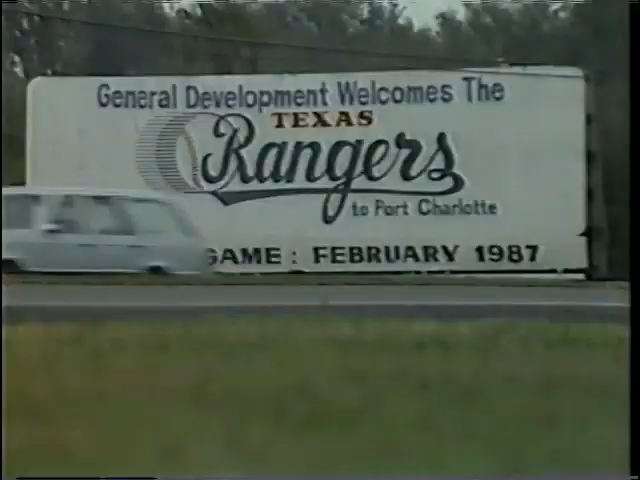 General Development Welcomes The
TEXAS
Rangers
to Port Charlotte
GAME : FEBRUARY 1987